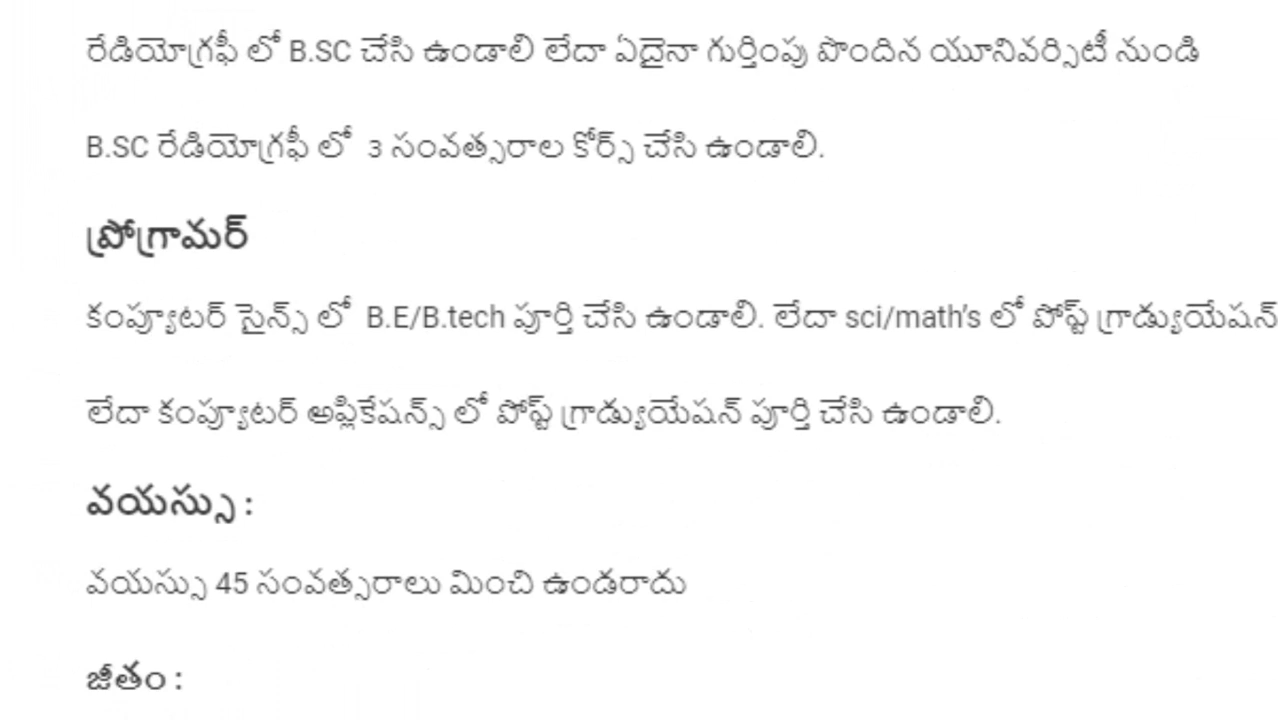 రేడియోగ్రఫీ లో B.SC చేసి ఉండాలి లేదా ఏదైనా గుర్తింపు పొందిన యూనివర్సిటీ నుండి
B.SC రేడియోగ్రఫీ లో 3 సంవత్సరాల కోర్స్ చేసి ఉండాలి.
ప్రోగ్రామర్
కంప్యూటర్ సైన్స్ లో B.E/B.tech పూర్తి చేసి ఉండాలి. లేదా sci/math's లో పోస్ట్ గ్రాడ్యుయేషన్
లేదా కంప్యూటర్ అప్లికేషన్స్ లో పోస్ట్ గ్రాడ్యుయేషన్ పూర్తి చేసి ఉండాలి.
వయస్సు :
వయస్సు 45 సంవత్సరాలు మించి ఉండరాదు
జీతం :